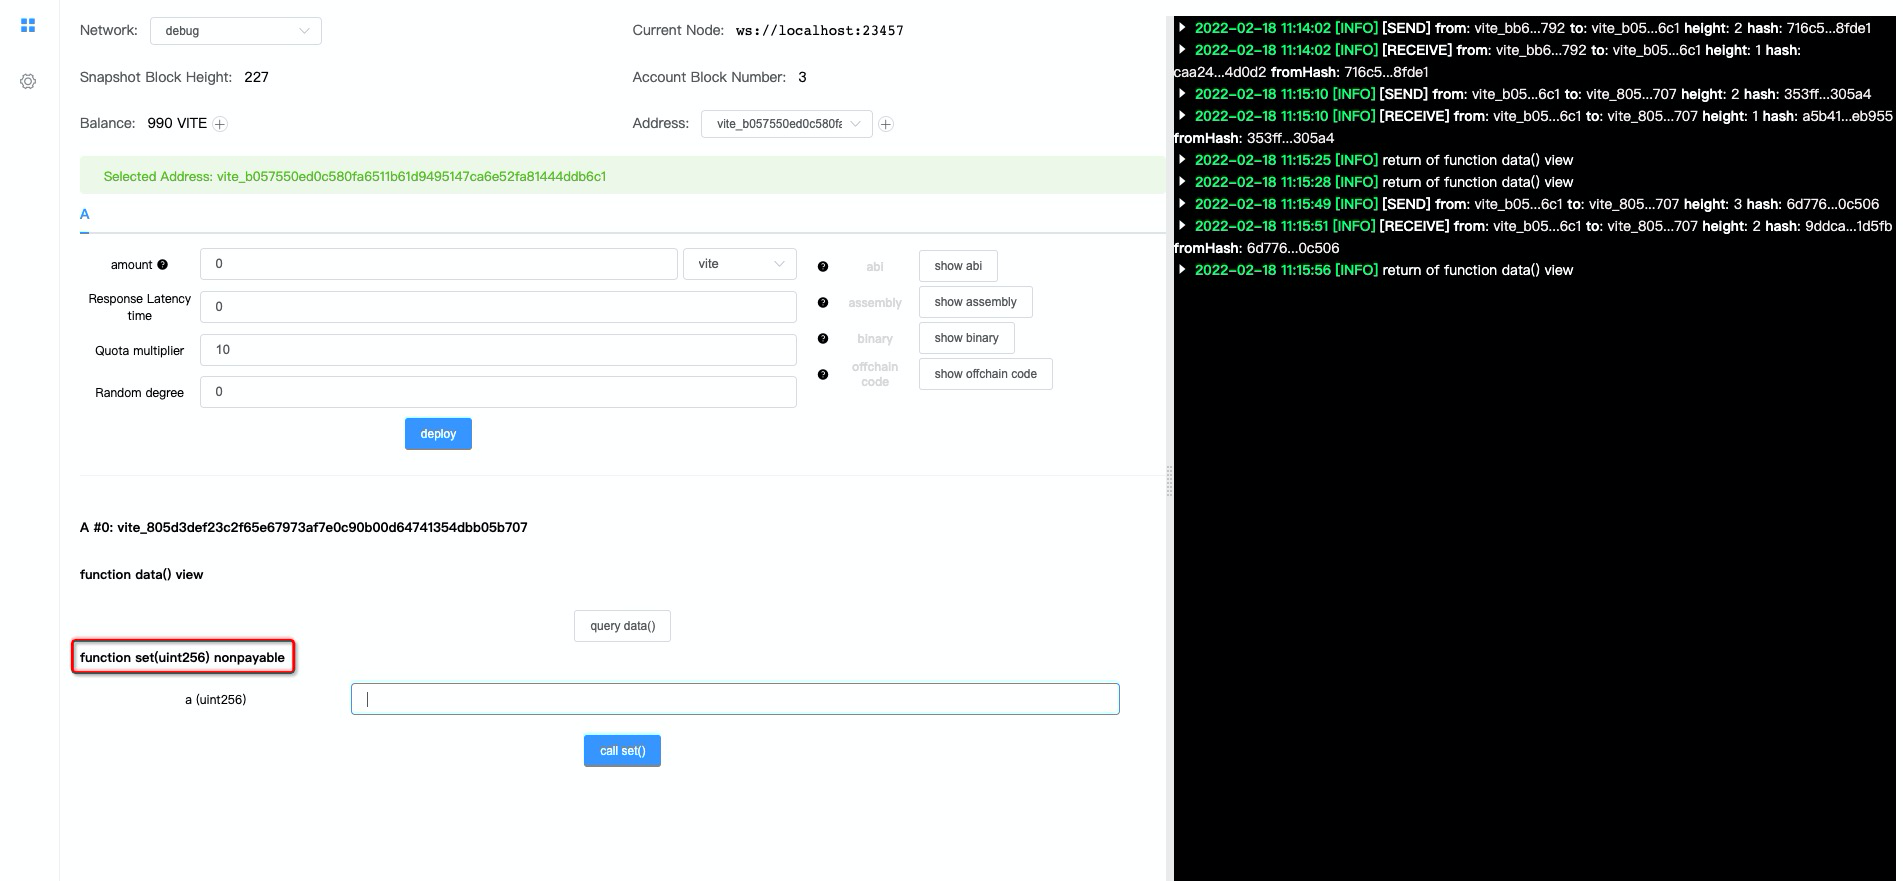 Network: debug
Current Node: ws://localhost:23457
Snapshot Block Height: 227
Account Block Number: 3
Balance: 990 VITE
Address: vite_b057550ed0c580fa
Selected Address: vite_b057550ed0c580fa6511b61d9495147ca6e52fa81444ddb6c1
A
amount 0 vite
Response Latency
time
0
Quota multiplier 10
Random degree 0
abi show abi
assembly show assembly
binary show binary
offchain
code
show offchain code
deploy
A #0: vite_805d3def23c2f65e67973af7e0c90b00d64741354dbb05b707
function data() view
query data()
function set(uint256) nonpayable
a (uint256)
call set()
2022-02-18 11:14:02 [INFO] [SEND] from: vite_bb6...792 to: vite_b05...6c1 height: 2 hash: 716c5...8fde1
2022-02-18 11:14:02 [INFO] [RECEIVE] from: vite_bb6...792 to: vite_b05...6c1 height: 1 hash:
caa24...4d0d2 fromHash: 716c5...8fde1
2022-02-18 11:15:10 [INFO] [SEND] from: vite_b05...6c1 to: vite_805...707 height: 2 hash: 353ff...305a4
2022-02-18 11:15:10 [INFO] [RECEIVE] from: vite_b05...6c1 to: vite_805...707 height: 1 hash: a5b41...eb955
fromHash: 353ff...305a4
2022-02-18 11:15:25 [INFO] return of function data() view
2022-02-18 11:15:28 [INFO] return of function data() view
2022-02-18 11:15:49 [INFO] [SEND] from: vite_b05...6c1 to: vite_805...707 height: 3 hash: 6d776...0c506
2022-02-18 11:15:51 [INFO] [RECEIVE] from: vite_b05...6c1 to: vite_805...707 height: 2 hash: 9ddca...1d5fb
fromHash: 6d776...0c506
2022-02-18 11:15:56 [INFO] return of function data() view